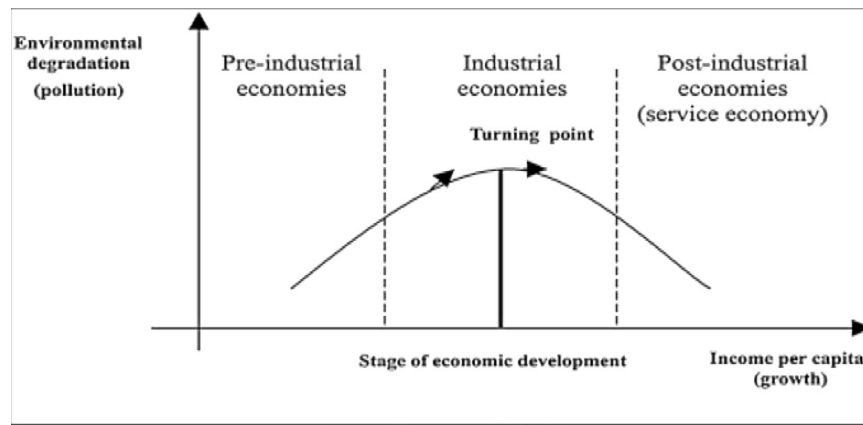 Environmental
degradation
(pollution)
Pre-industrial
economies
Industrial
economies
Post-industrial
economies
(service economy)
Turning point
Stage of economic development
Income per capita
(growth)